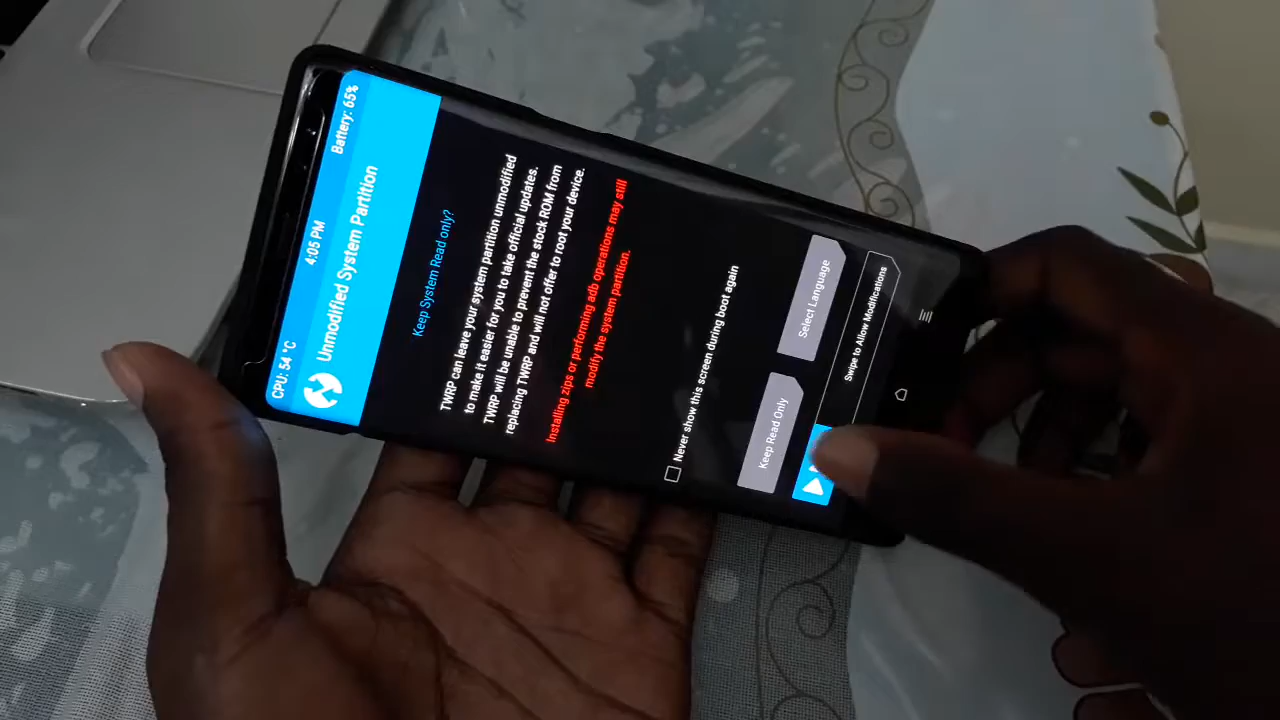 CPU: 54 °C
4:05 PM
Battery: 65%
Unmodified System Partition
Keep System Read only?
TWRP can leave your system partition unmodified
to make it easier for you to take official updates.
TWRP will be unable to prevent the stock ROM from
replacing TWRP and will not offer to root your device.
Installing zips or performing adb operations may still
modify the system partition.
Never show this screen during boot again
Keep Read Only
Select Language
Swipe to Allow Modifications